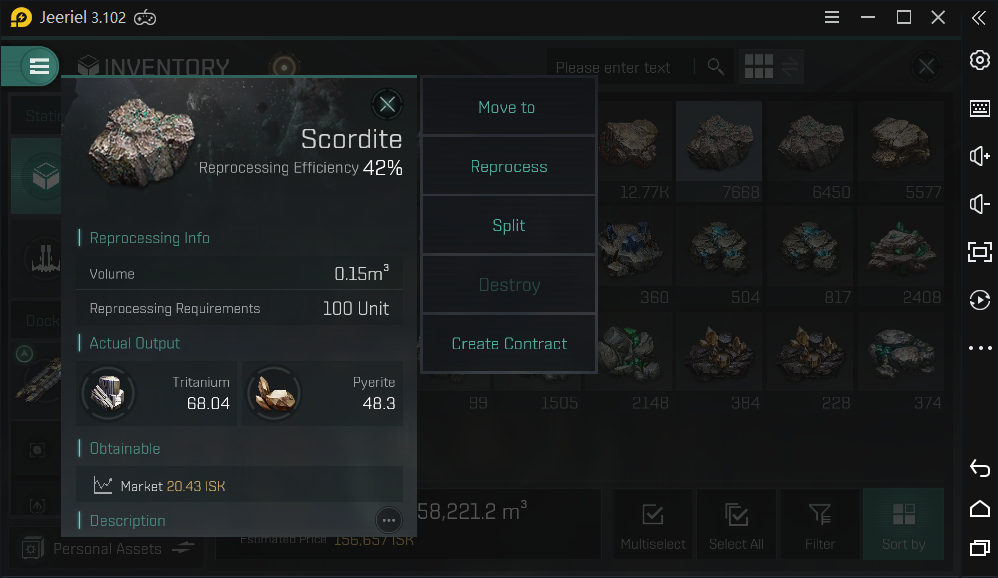 Jeeriel 3.102
INVENTORY
Please enter text
Scordite
Reprocessing Efficiency 42%
Reprocessing Info
Volume 0.15m³
Reprocessing Requirements 100 Unit
Actual Output
Tritanium
68.04
Pyerite
48.3
Obtainable
Market 20.43 ISK
Description
Move to
Reprocess
Split
Destroy
Create Contract
12.77K 7668 6450 5577
360 504 817 2408
99 1505 2148 384 228 374
58,221.2 m³
Estimated Price 156,657 ISK
Personal Assets
Multiselect
Select All
Filter
Sort by